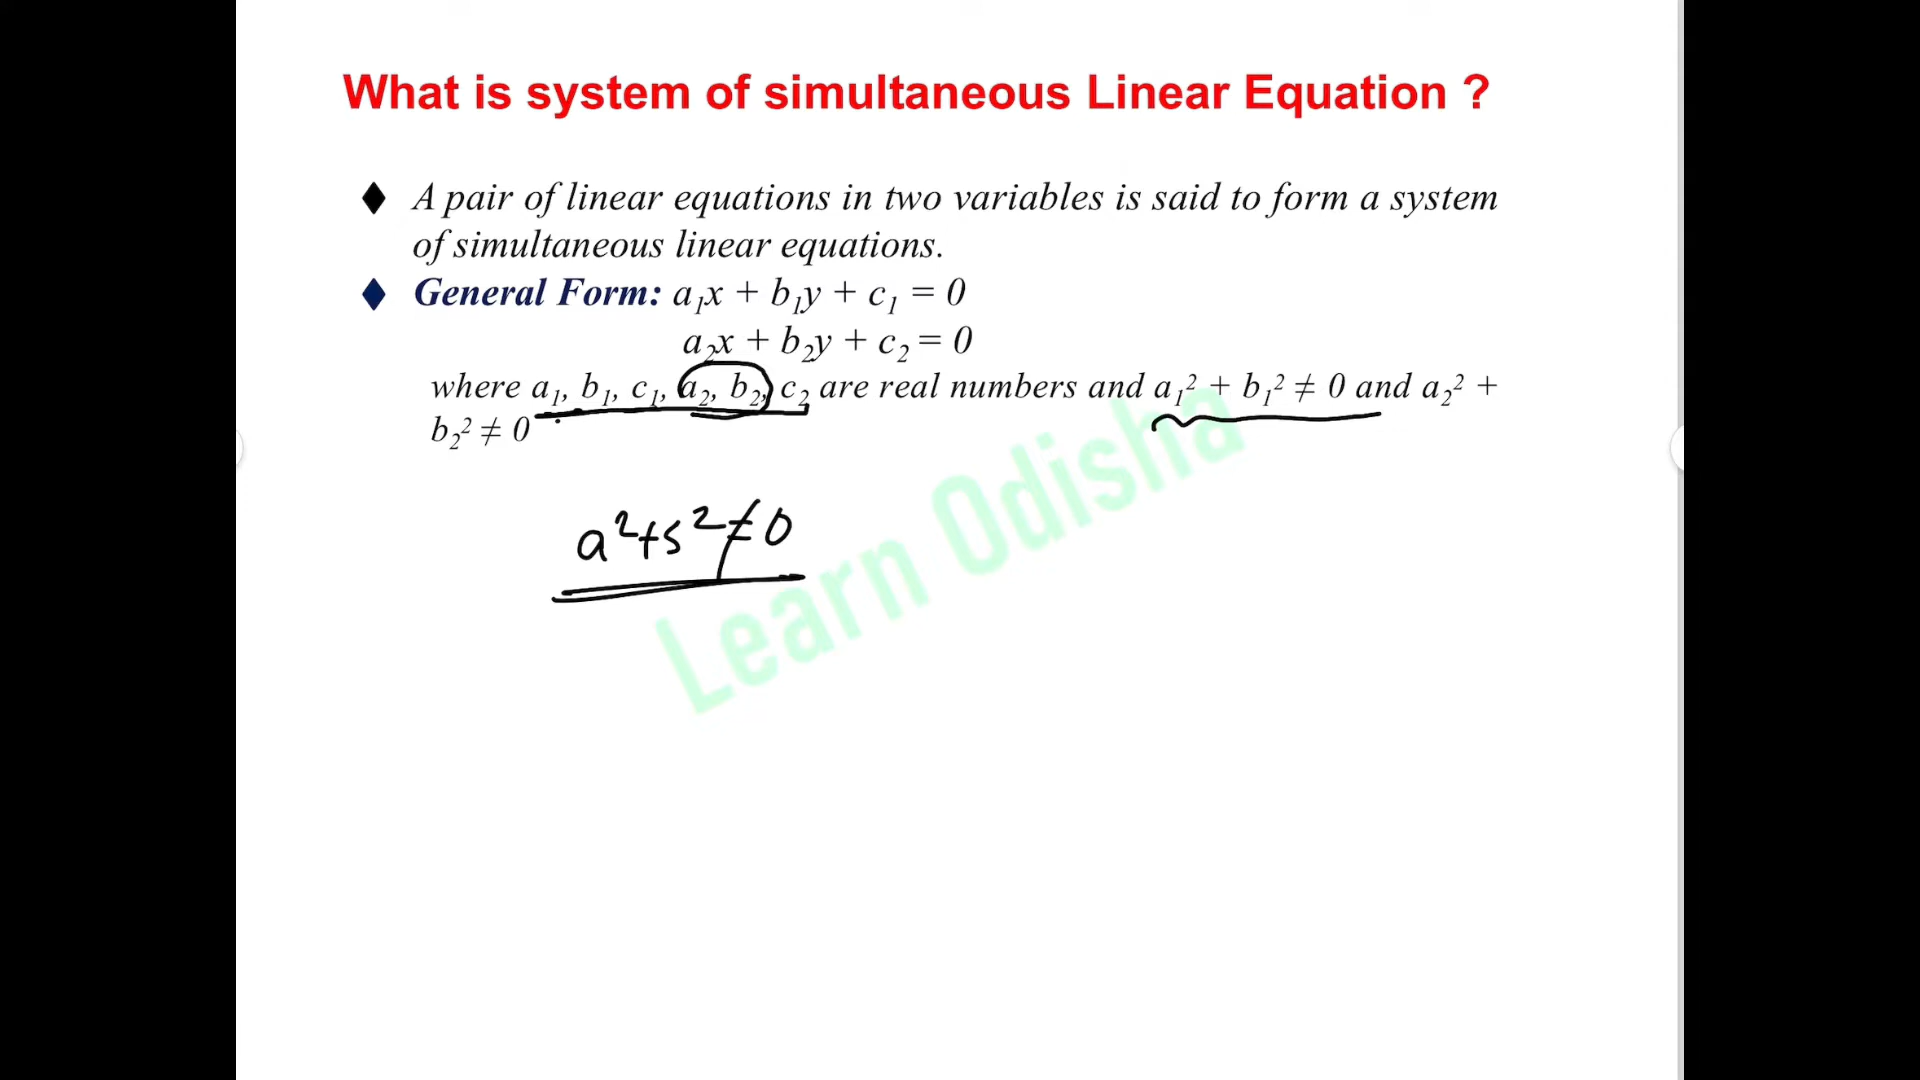 What is system of simultaneous Linear Equation ?
♦ A pair of linear equations in two variables is said to form a system
of simultaneous linear equations.
♦ General Form: a₁x + b₁y + c₁ = 0
a₂x + b₂y + c₂ = 0
where a₁, b₁, c₁, a₂, b₂, c₂ are real numbers and a₁² + b₁² ≠ 0 and a₂² +
b₂² ≠ 0
a²+s²≠0
Learn Odisha